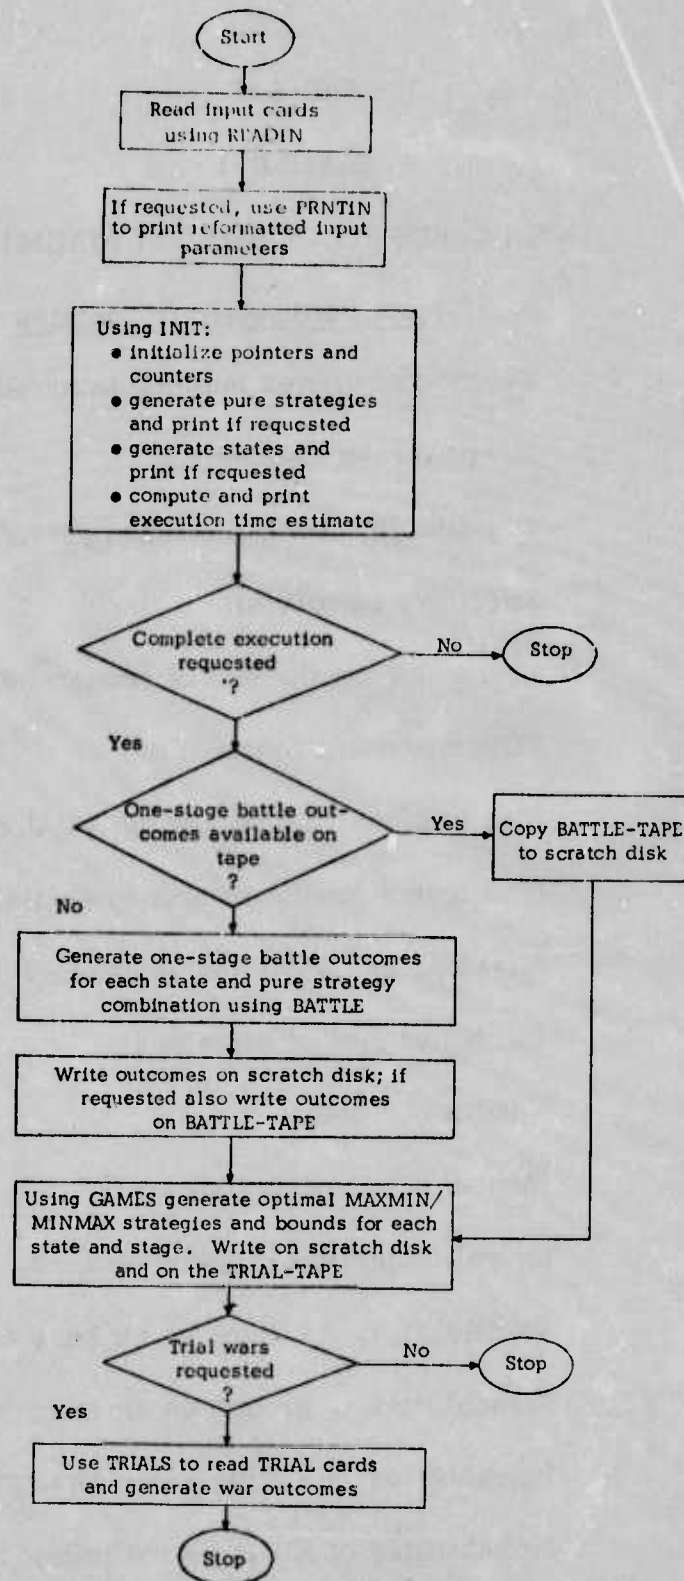 Start
Read input cards
using READIN
If requested, use PRNTIN
to print reformatted input
parameters
Using INIT:
• initialize pointers and
counters
• generate pure strategies
and print if requested
• generate states and
print if requested
• compute and print
execution time estimate
Complete execution
requested
?
No
Stop
Yes
One-stage battle out-
comes available on
tape
?
Yes
Copy BATTLE-TAPE
to scratch disk
No
Generate one-stage battle outcomes
for each state and pure strategy
combination using BATTLE
Write outcomes on scratch disk; if
requested also write outcomes
on BATTLE-TAPE
Using GAMES generate optimal MAXMIN/
MINMAX strategies and bounds for each
state and stage. Write on scratch disk
and on the TRIAL-TAPE
Trial wars
requested
?
No
Stop
Yes
Use TRIALS to read TRIAL cards
and generate war outcomes
Stop